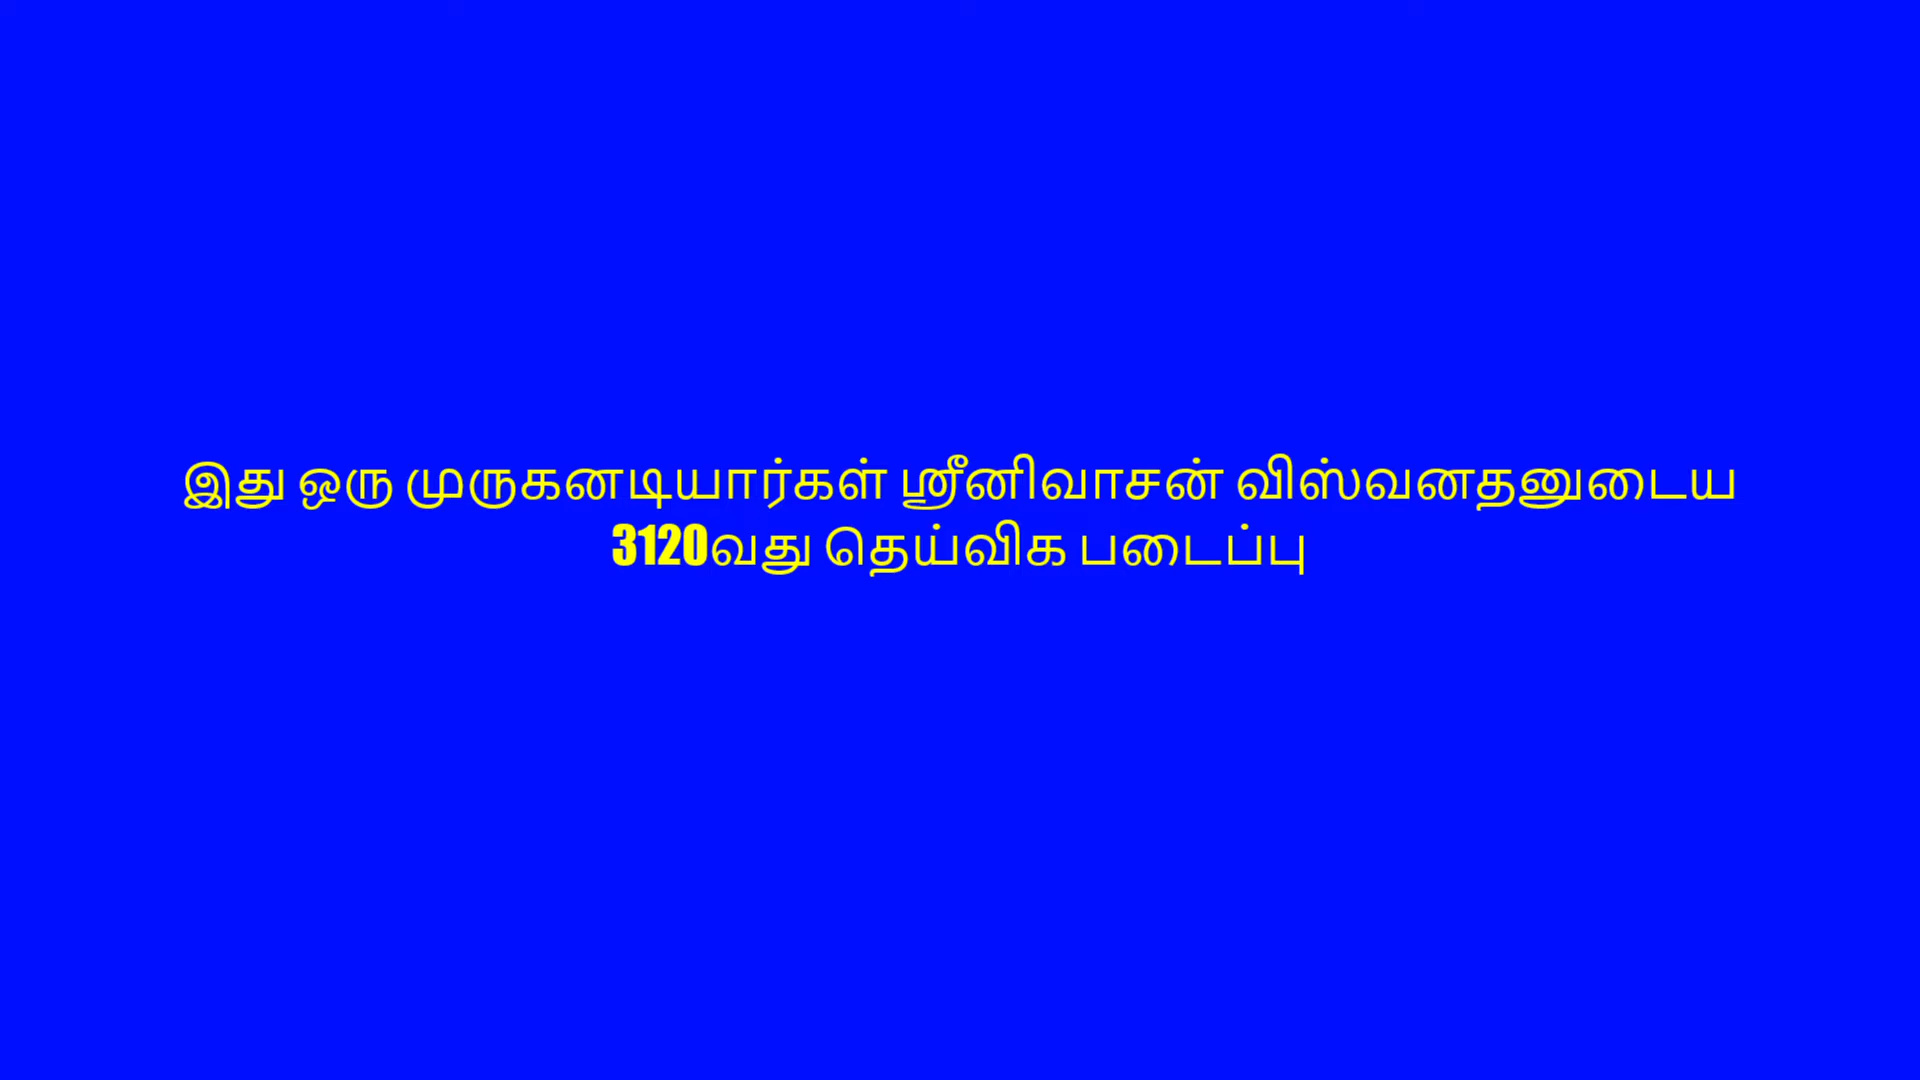 இது ஒரு முருகனடியார்கள் ஸ்ரீனிவாசன் விஸ்வனதனுடைய
3120வது தெய்விக படைப்பு